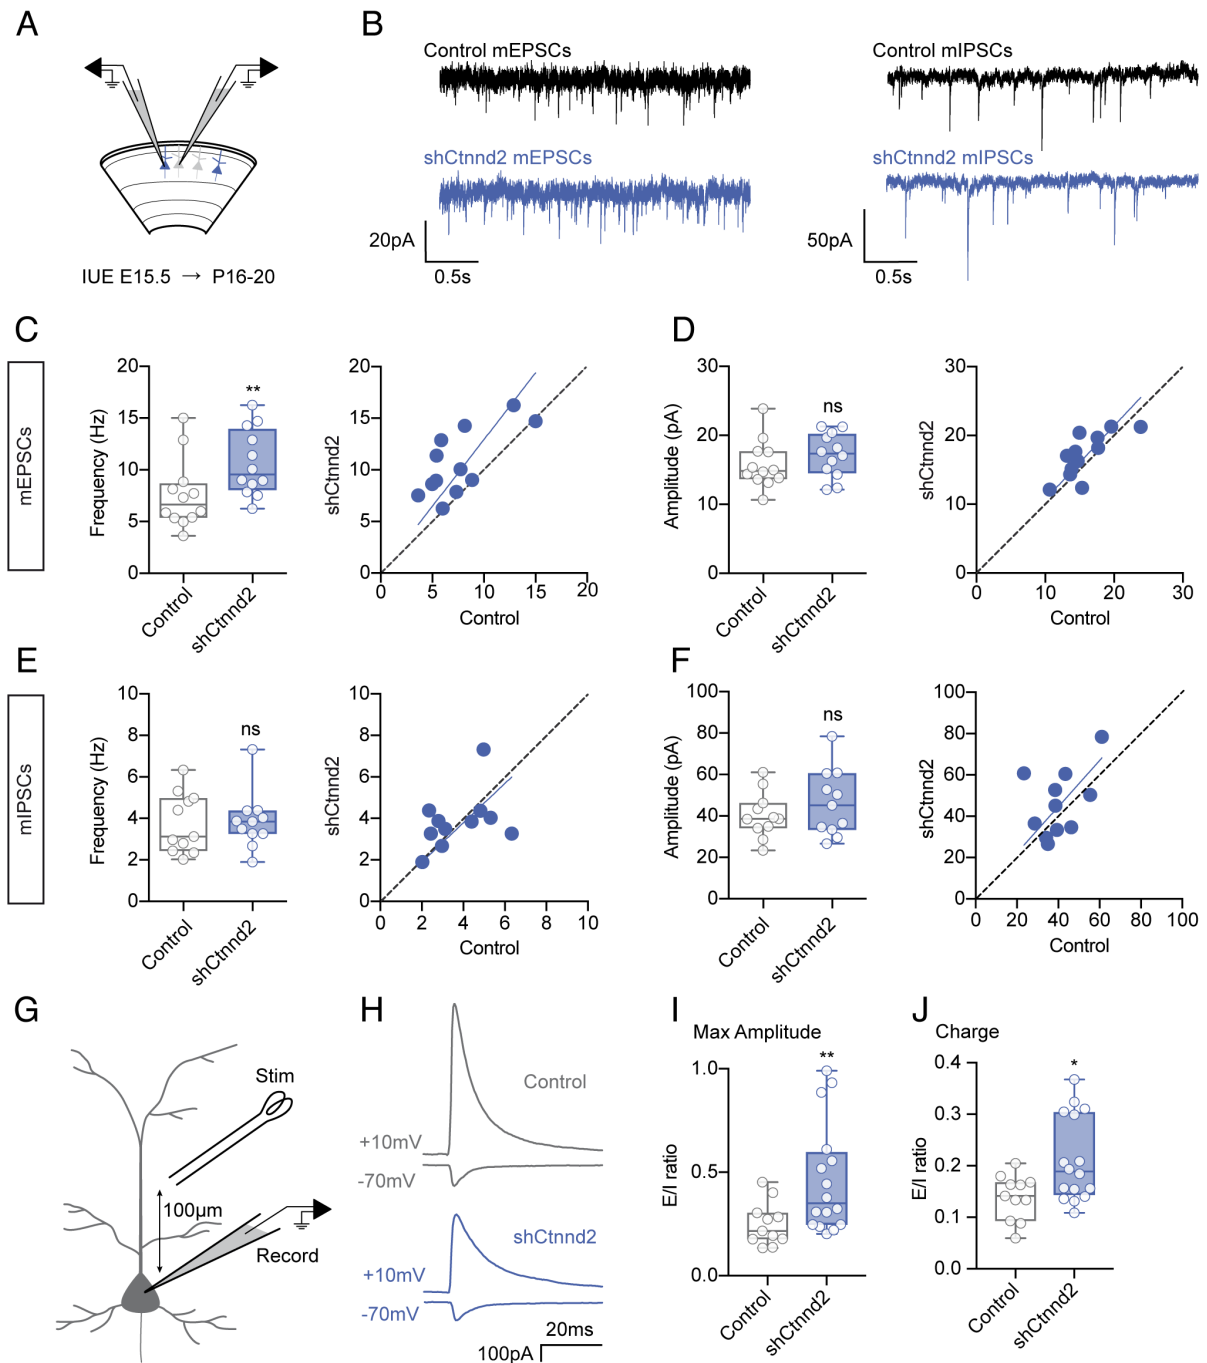 A
IUE E15.5 → P16-20
B
Control mEPSCs
shCtnnd2 mEPSCs
20pA
0.5s
Control mIPSCs
shCtnnd2 mIPSCs
50pA
0.5s
mEPSCs
C
Frequency (Hz)
20
15
10
5
0
**
Control
shCtnnd2
shCtnnd2
20
15
10
5
0
0
5
10
15
20
Control
D
Amplitude (pA)
30
20
10
0
ns
Control
shCtnnd2
shCtnnd2
30
20
10
0
0
10
20
30
Control
mIPSCs
E
Frequency (Hz)
10
8
6
4
2
0
ns
Control
shCtnnd2
shCtnnd2
10
8
6
4
2
0
0
2
4
6
8
10
Control
F
Amplitude (pA)
100
80
60
40
20
0
ns
Control
shCtnnd2
shCtnnd2
100
80
60
40
20
0
0
20
40
60
80
100
Control
G
Stim
100µm
Record
H
Control
+10mV
-70mV
shCtnnd2
+10mV
-70mV
20ms
100pA
I
Max Amplitude
E/I ratio
1.0
0.5
0.0
**
Control
shCtnnd2
J
Charge
E/I ratio
0.4
0.3
0.2
0.1
0.0
*
Control
shCtnnd2